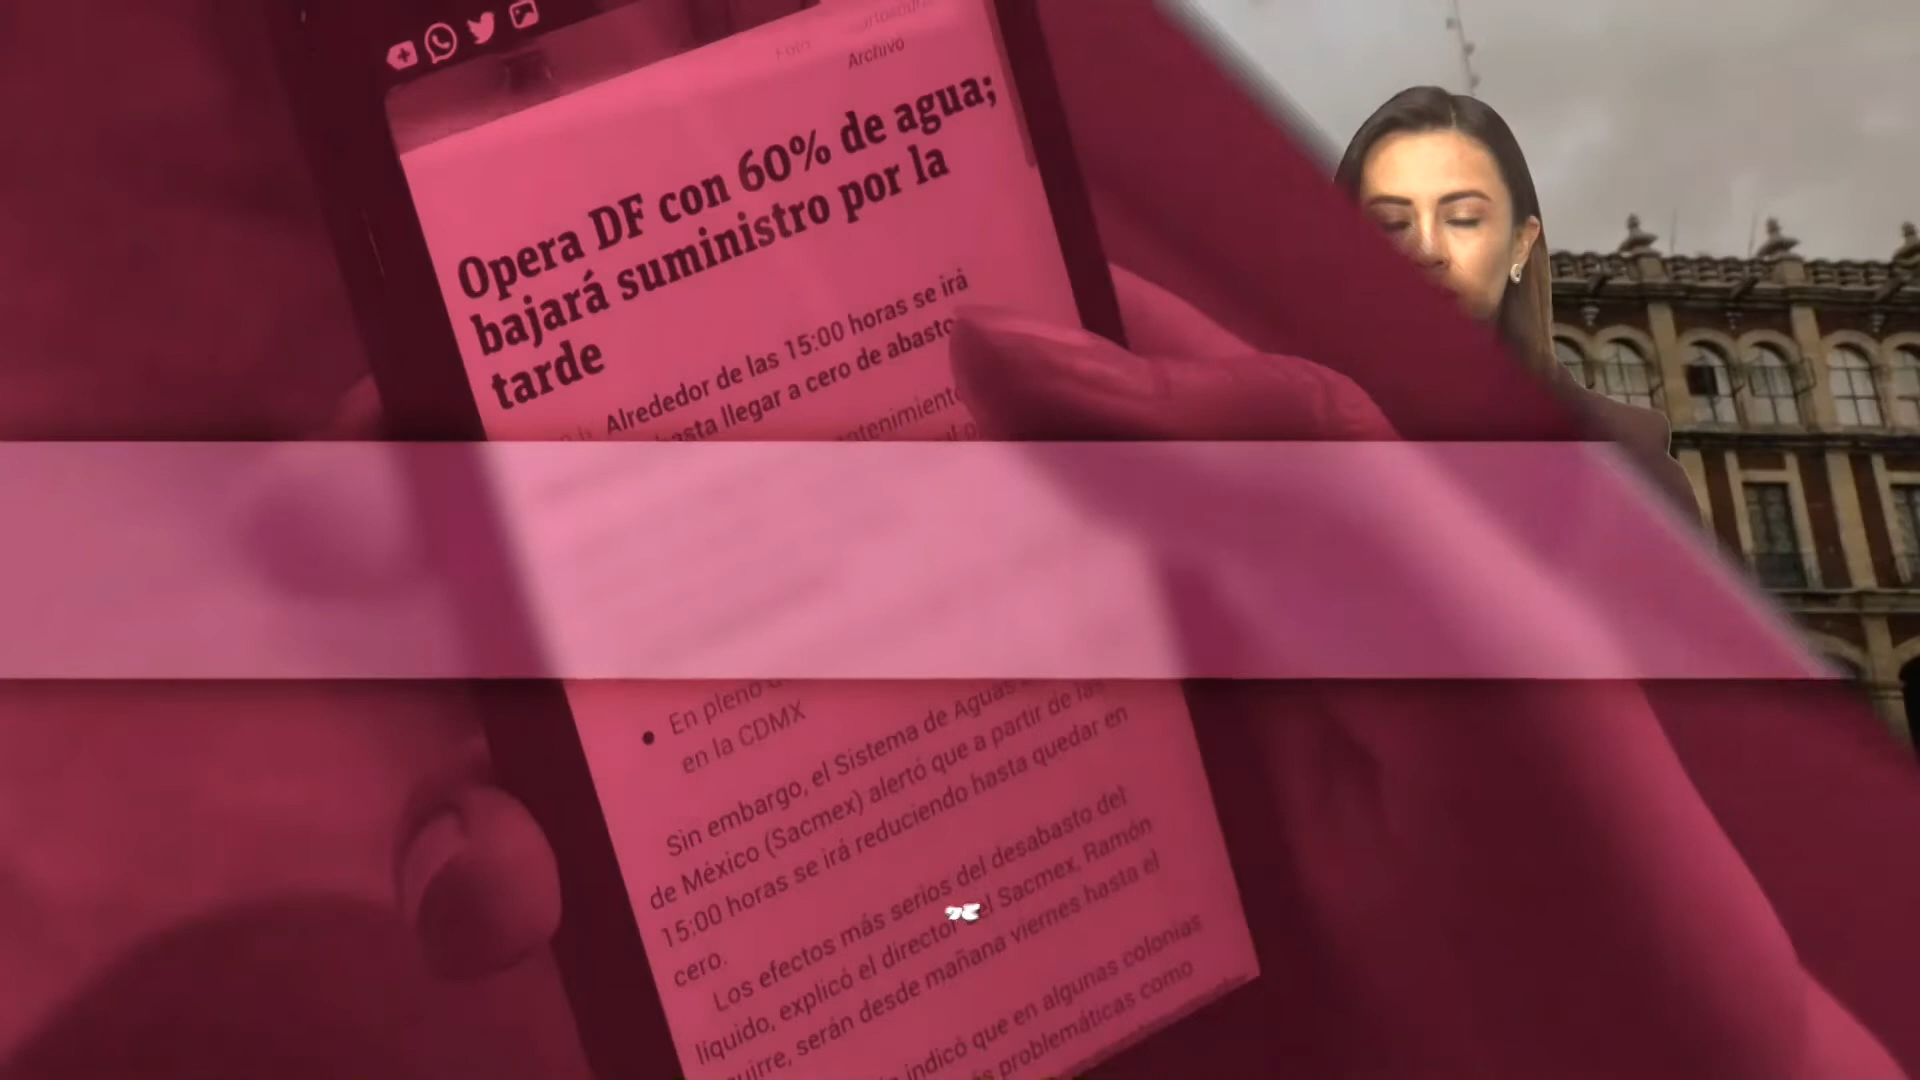 Archivo
Opera DF con 60% de agua;
bajará suministro por la
tarde
Alrededor de las 15:00 horas se irá
hasta llegar a cero de abasto
En pleno
en la CDMX
Sin embargo, el Sistema de Aguas
de México (Sacmex) alertó que a partir de las
15:00 horas se irá reduciendo hasta quedar en
cero.
Los efectos más serios del desabasto del
líquido, explicó el director del Sacmex, Ramón
serán desde mañana viernes hasta el
indicó que en algunas colonias
problemáticas como